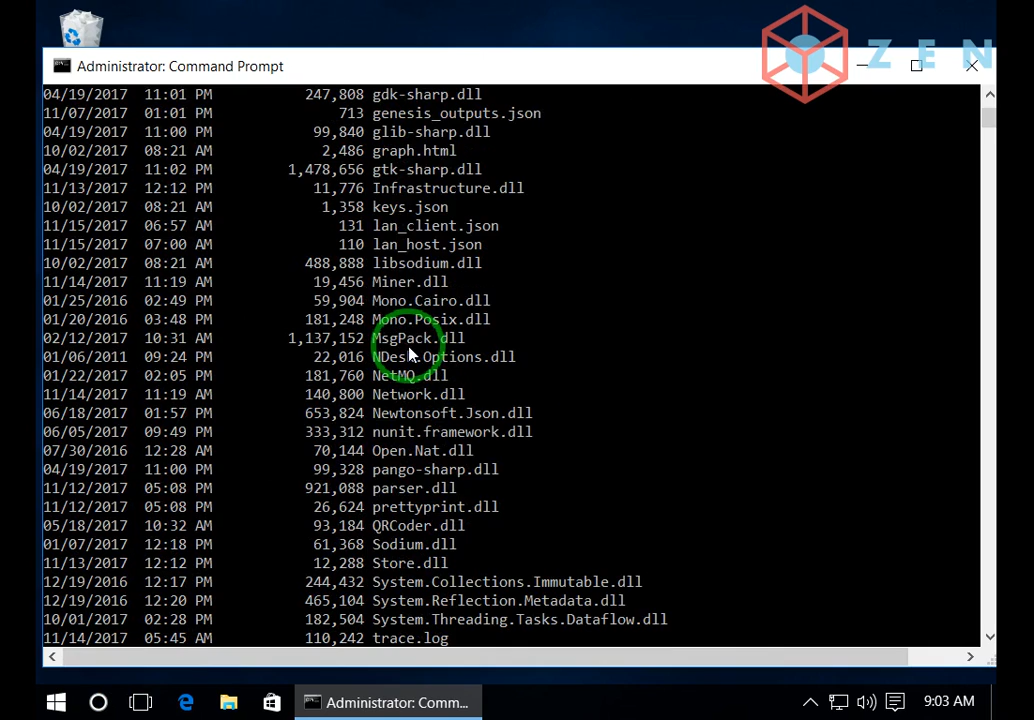 ZEN
Administrator: Command Prompt
04/19/2017 11:01 PM 247,808 gdk-sharp.dll
11/07/2017 01:01 PM 713 genesis_outputs.json
04/19/2017 11:00 PM 99,840 glib-sharp.dll
10/02/2017 08:21 AM 2,486 graph.html
04/19/2017 11:02 PM 1,478,656 gtk-sharp.dll
11/13/2017 12:12 PM 11,776 Infrastructure.dll
10/02/2017 08:21 AM 1,358 keys.json
11/15/2017 06:57 AM 131 lan_client.json
11/15/2017 07:00 AM 110 lan_host.json
10/02/2017 08:21 AM 488,888 libsodium.dll
11/14/2017 11:19 AM 19,456 Miner.dll
01/25/2016 02:49 PM 59,904 Mono.Cairo.dll
01/20/2016 03:48 PM 181,248 Mono.Posix.dll
02/12/2017 10:31 AM 1,137,152 MsgPack.dll
01/06/2011 09:24 PM 22,016 NDesk.Options.dll
01/22/2017 02:05 PM 181,760 NetMQ.dll
11/14/2017 11:19 AM 140,800 Network.dll
06/18/2017 01:57 PM 653,824 Newtonsoft.Json.dll
06/05/2017 09:49 PM 333,312 nunit.framework.dll
07/30/2016 12:28 AM 70,144 Open.Nat.dll
04/19/2017 11:00 PM 99,328 pango-sharp.dll
11/12/2017 05:08 PM 921,088 parser.dll
11/12/2017 05:08 PM 26,624 prettyprint.dll
05/18/2017 10:32 AM 93,184 QRCoder.dll
01/07/2017 12:18 PM 61,368 Sodium.dll
11/13/2017 12:12 PM 12,288 Store.dll
12/19/2016 12:17 PM 244,432 System.Collections.Immutable.dll
12/19/2016 12:20 PM 465,104 System.Reflection.Metadata.dll
10/01/2017 02:28 PM 182,504 System.Threading.Tasks.Dataflow.dll
11/14/2017 05:45 AM 110,242 trace.log
Administrator: Comm...
9:03 AM